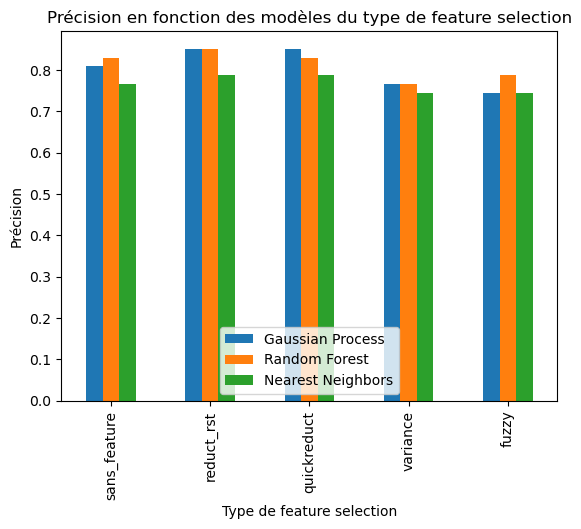 Précision en fonction des modèles du type de feature selection
Précision
0.8
0.7
0.6
0.5
0.4
0.3
0.2
0.1
0.0
Gaussian Process
Random Forest
Nearest Neighbors
sans_feature
reduct_rst
quickreduct
variance
fuzzy
Type de feature selection